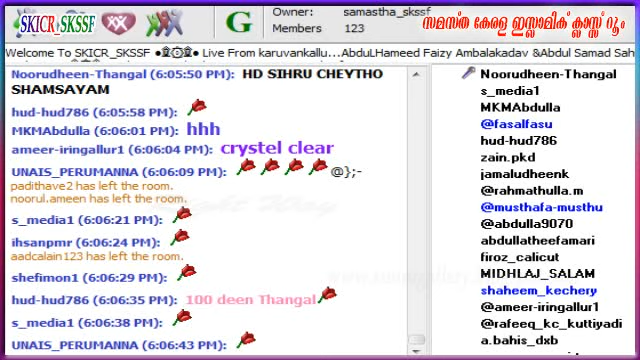 SKICR_SKSSF
G
Owner: samastha_skssf
Members 123
സമസ്ത കേരള ഇസ്ലാമിക് ക്ലാസ്സ് റൂം
Welcome To SKICR_SKSSF ●۩۞۩● Live From karuvankallu...AbduLHameed Faizy Ambalakadav &Abdul Samad Sah
Noorudheen-Thangal (6:05:50 PM): HD SIHRU CHEYTHO
SHAMSAYAM
hud-hud786 (6:05:58 PM):
MKMAbdulla (6:06:01 PM): hhh
ameer-iringallur1 (6:06:04 PM): crystel clear
UNAIS_PERUMANNA (6:06:09 PM): @};-
padithave2 has left the room.
noorul.ameen has left the room.
s_media1 (6:06:21 PM):
ihsanpmr (6:06:24 PM):
aadcalain123 has left the room.
shefimon1 (6:06:29 PM):
hud-hud786 (6:06:35 PM): 100 deen Thangal
s_media1 (6:06:38 PM):
UNAIS_PERUMANNA (6:06:43 PM):
Noorudheen-Thangal
s_media1
MKMAbdulla
@fasalfasu
hud-hud786
zain.pkd
jamaludheenk
@rahmathulla.m
@musthafa-musthu
@abdulla9070
abdullatheefamari
firoz_calicut
MIDHLAJ_SALAM
shaheem_kechery
@ameer-iringallur1
@rafeeq_kc_kuttiyadi
a.bahis_dxb